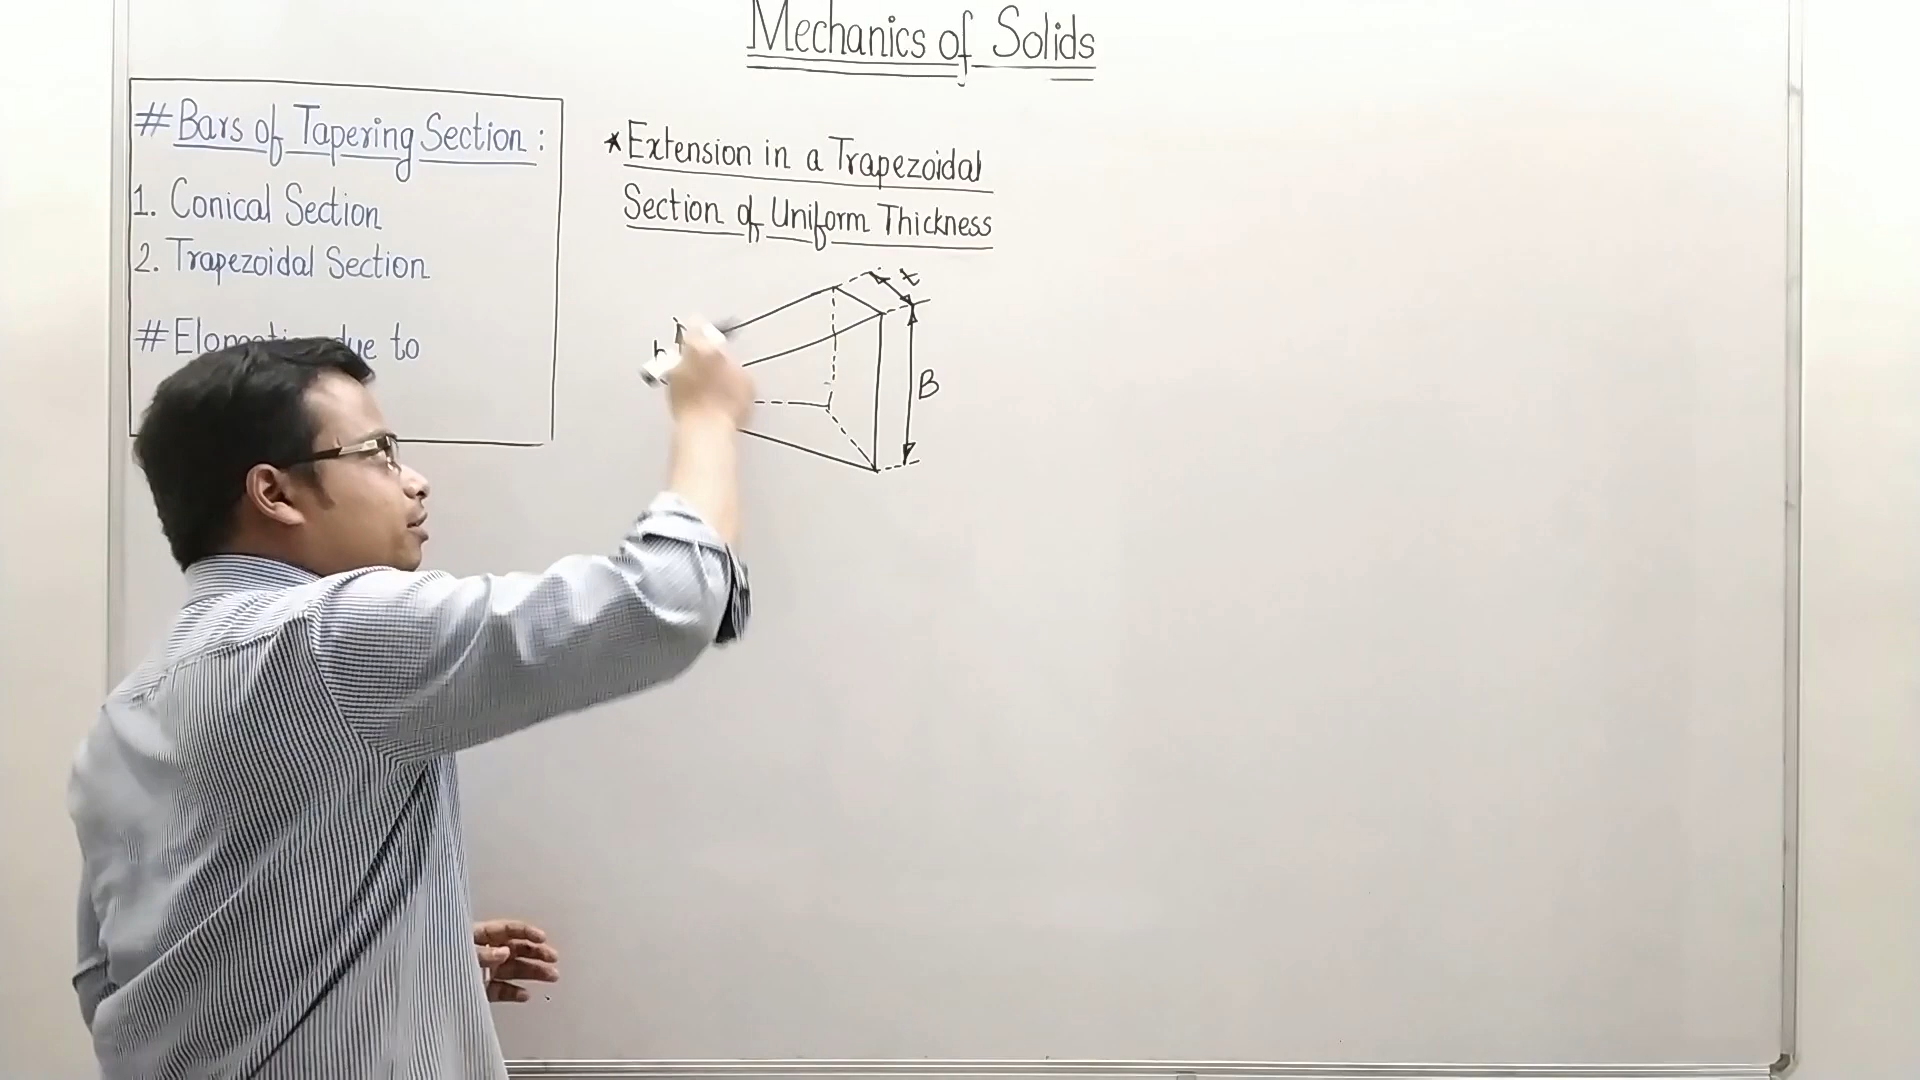 Mechanics of Solids
# Bars of Tapering Section :
1. Conical Section
2. Trapezoidal Section
# due to
* Extension in a Trapezoidal
Section of Uniform Thickness
t
B